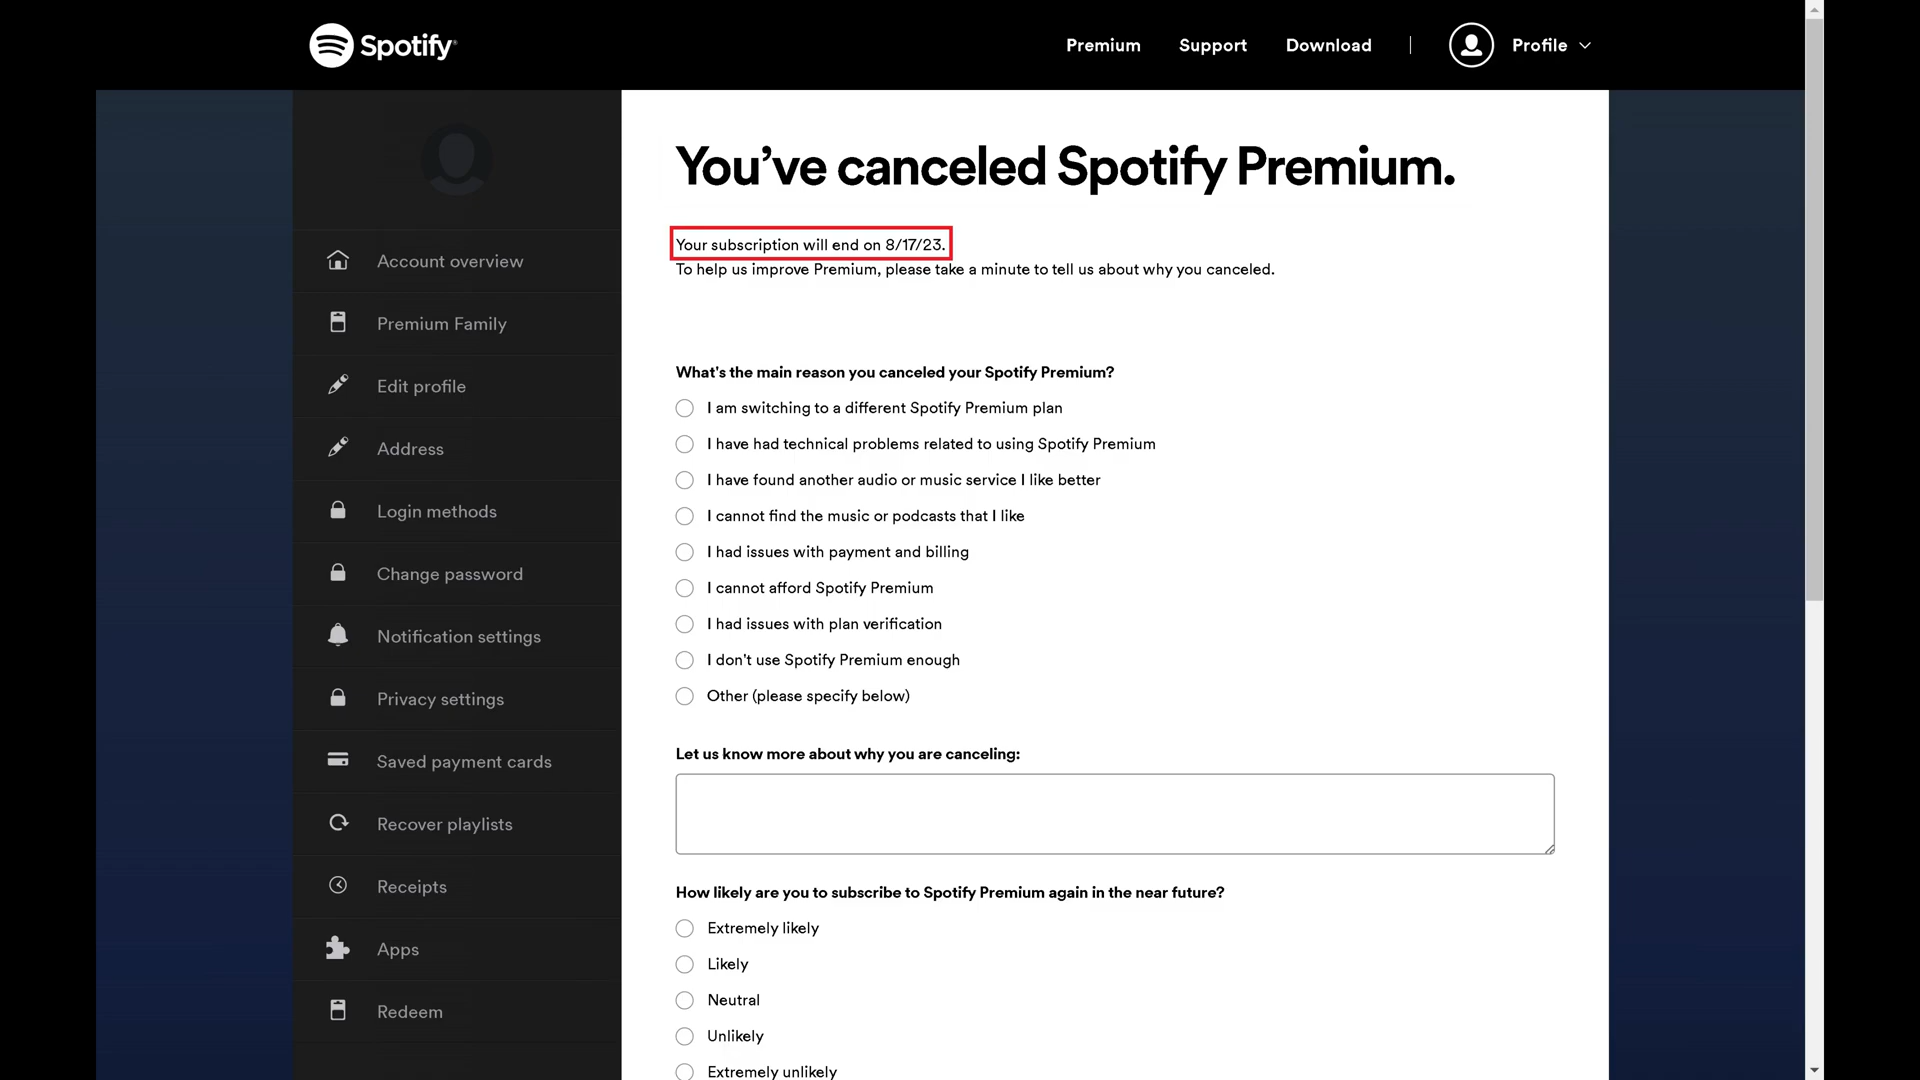 Spotify
Premium
Support
Download
Profile
Account overview
Premium Family
Edit profile
Address
Login methods
Change password
Notification settings
Privacy settings
Saved payment cards
Recover playlists
Receipts
Apps
Redeem
You’ve canceled Spotify Premium.
Your subscription will end on 8/17/23.
To help us improve Premium, please take a minute to tell us about why you canceled.
What's the main reason you canceled your Spotify Premium?
I am switching to a different Spotify Premium plan
I have had technical problems related to using Spotify Premium
I have found another audio or music service I like better
I cannot find the music or podcasts that I like
I had issues with payment and billing
I cannot afford Spotify Premium
I had issues with plan verification
I don't use Spotify Premium enough
Other (please specify below)
Let us know more about why you are canceling:
How likely are you to subscribe to Spotify Premium again in the near future?
Extremely likely
Likely
Neutral
Unlikely
Extremely unlikely